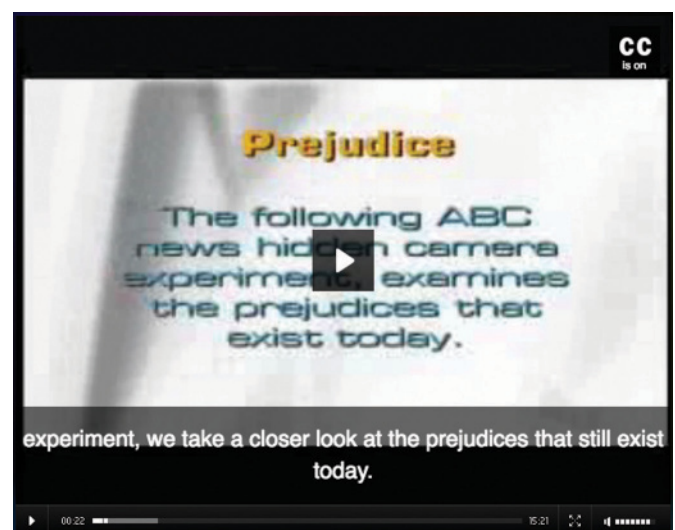 CC
is on
Prejudice
The following ABC
news hidden camera
experiment, examines
the prejudices that
exist today.
experiment, we take a closer look at the prejudices that still exist
today.
00:22
15:21